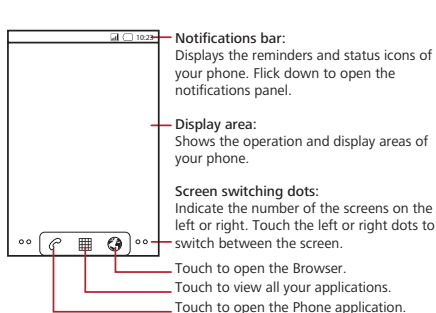 10:23
Notifications bar:
Displays the reminders and status icons of
your phone. Flick down to open the
notifications panel.
Display area:
Shows the operation and display areas of
your phone.
Screen switching dots:
Indicate the number of the screens on the
left or right. Touch the left or right dots to
switch between the screen.
Touch to open the Browser.
Touch to view all your applications.
Touch to open the Phone application.